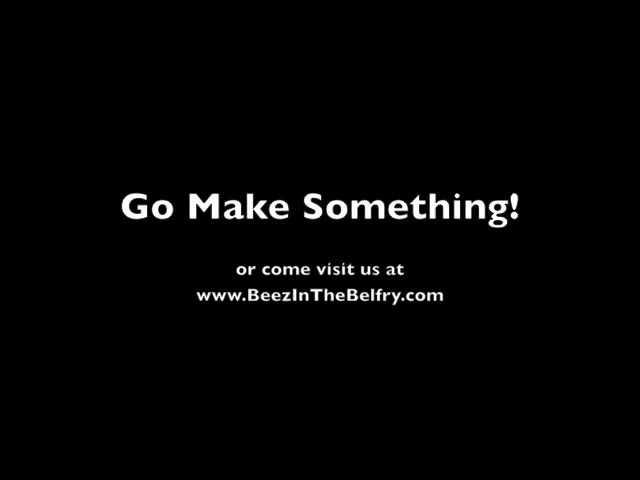 Go Make Something!
or come visit us at
www.BeezInTheBelfry.com